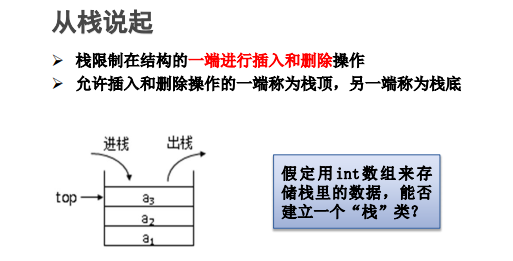 从栈说起
栈限制在结构的一端进行插入和删除操作
允许插入和删除操作的一端称为栈顶，另一端称为栈底
进栈 出栈
top
a3
a2
a1
假定用int数组来存
储栈里的数据，能否
建立一个“栈”类？